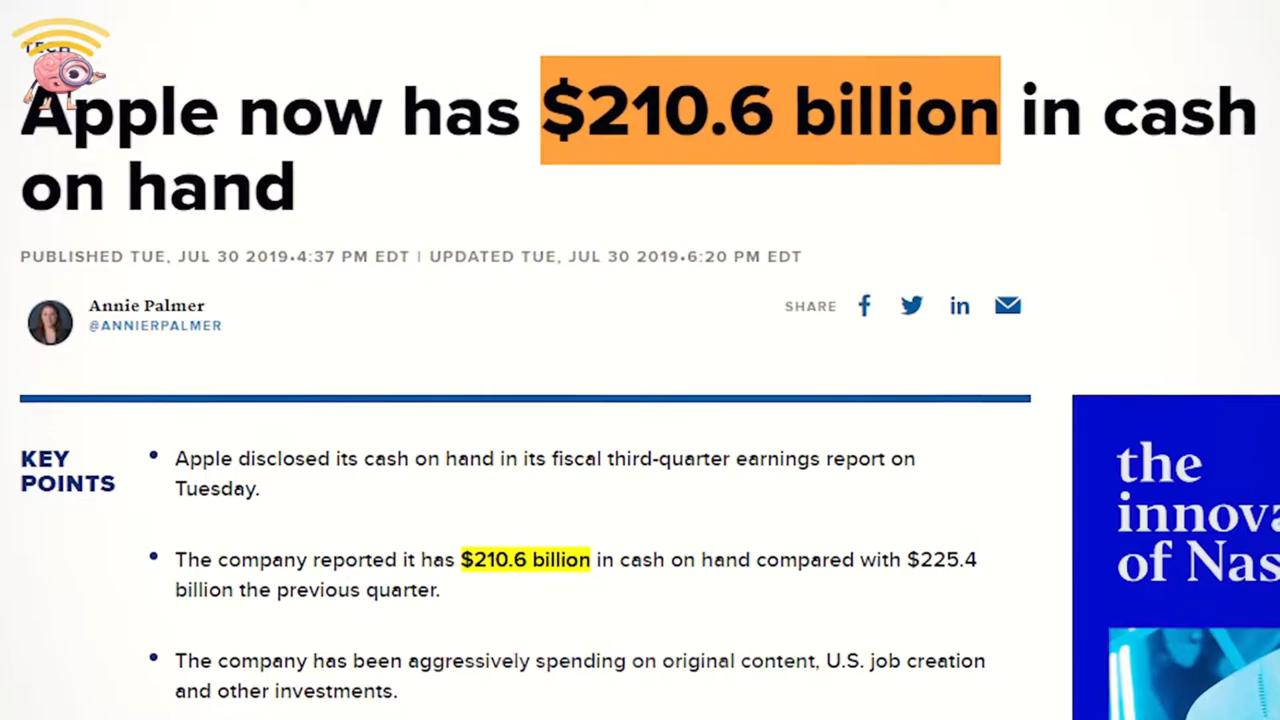 TECH
Apple now has $210.6 billion in cash
on hand
PUBLISHED TUE, JUL 30 2019•4:37 PM EDT | UPDATED TUE, JUL 30 2019•6:20 PM EDT
Annie Palmer
@ANNIERPALMER
SHARE
KEY
POINTS
• Apple disclosed its cash on hand in its fiscal third-quarter earnings report on
Tuesday.
• The company reported it has $210.6 billion in cash on hand compared with $225.4
billion the previous quarter.
• The company has been aggressively spending on original content, U.S. job creation
and other investments.
the
innova
of Nas